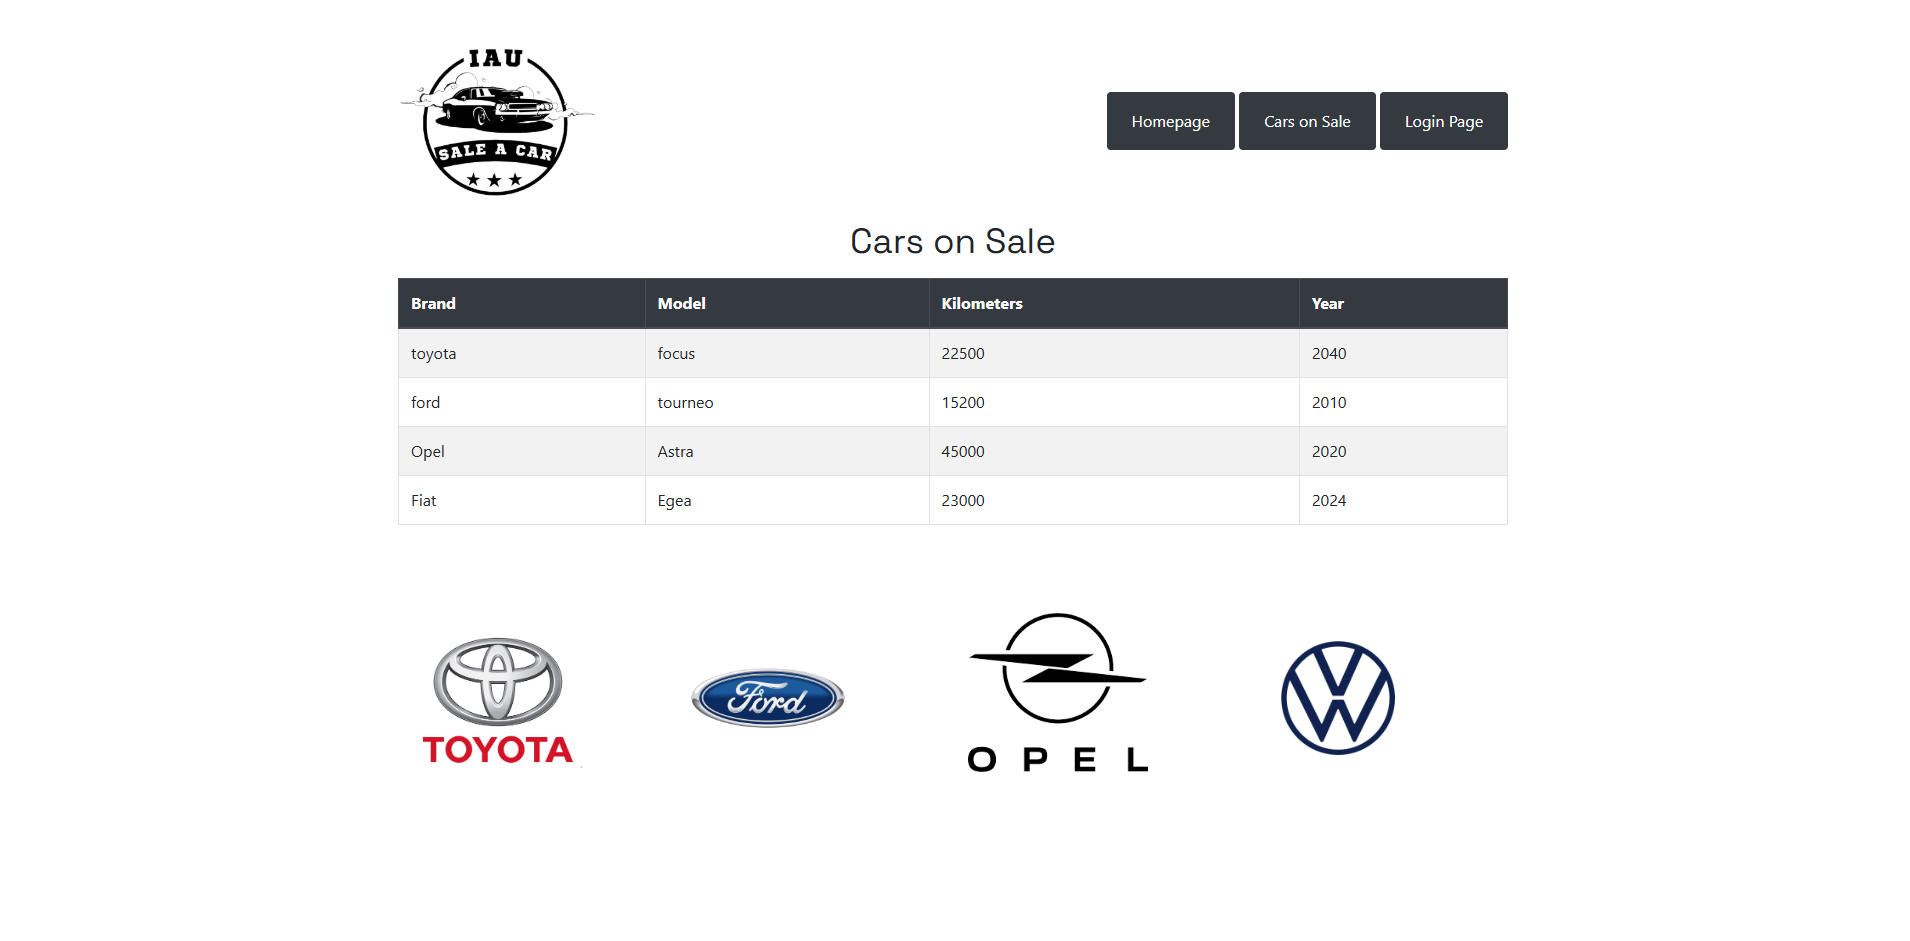 IAU
SALE A CAR
Homepage Cars on Sale Login Page
Cars on Sale
Brand Model Kilometers Year
toyota focus 22500 2040
ford tourneo 15200 2010
Opel Astra 45000 2020
Fiat Egea 23000 2024
TOYOTA
Ford
OPEL
VW